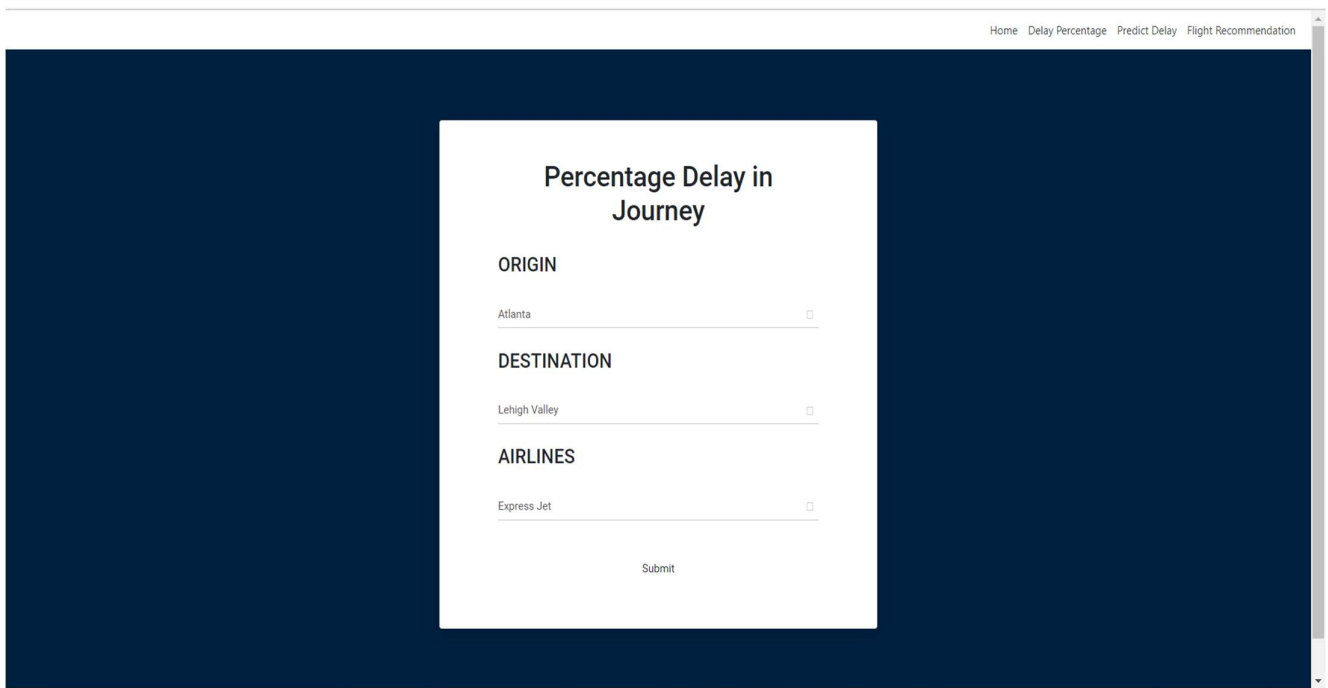 Home Delay Percentage Predict Delay Flight Recommendation
Percentage Delay in
Journey
ORIGIN
Atlanta
DESTINATION
Lehigh Valley
AIRLINES
Express Jet
Submit